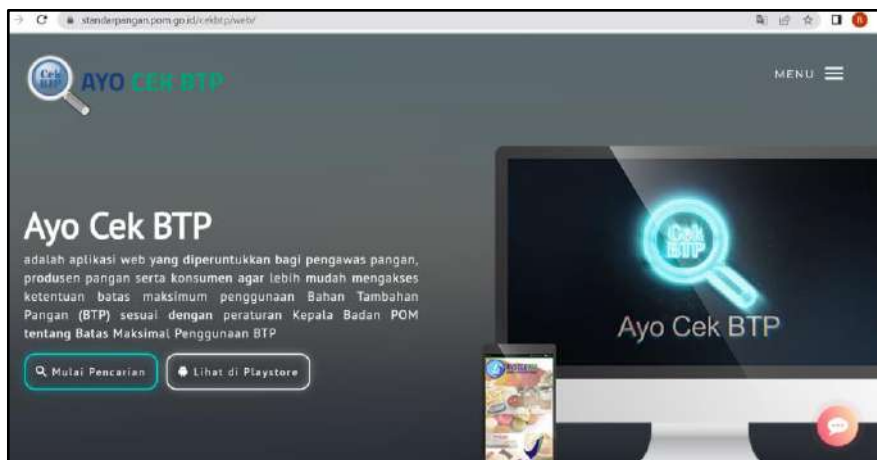 standarpangan.pom.go.id/cekbtp/web/
Cek BTP
AYO CEK BTP
MENU
Ayo Cek BTP
adalah aplikasi web yang diperuntukkan bagi pengawas pangan,
produsen pangan serta konsumen agar lebih mudah mengakses
ketentuan batas maksimum penggunaan Bahan Tambahan
Pangan (BTP) sesuai dengan peraturan Kepala Badan POM
tentang Batas Maksimal Penggunaan BTP
Mulai Pencarian
Lihat di Playstore
Cek
BTP
Ayo Cek BTP